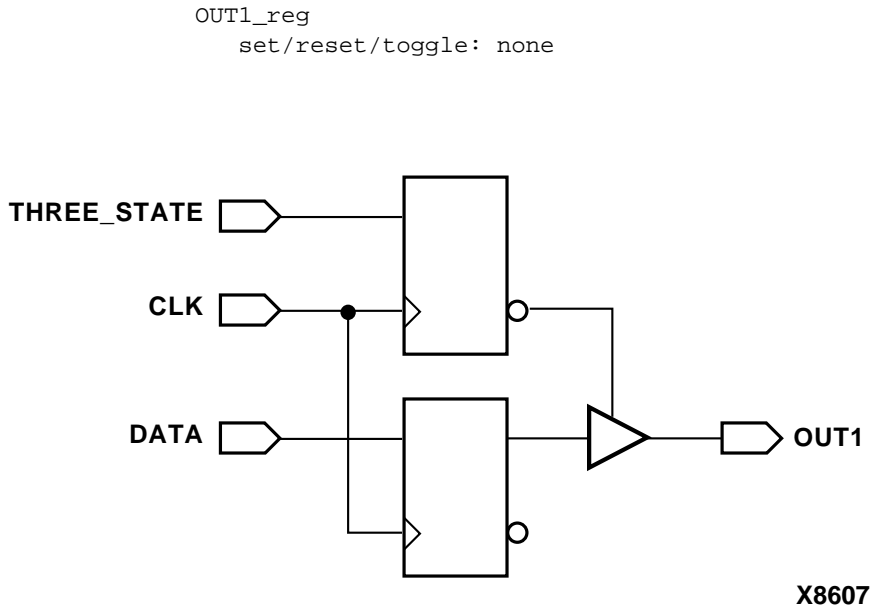 OUT1_reg
set/reset/toggle: none
THREE_STATE
CLK
DATA
OUT1
X8607